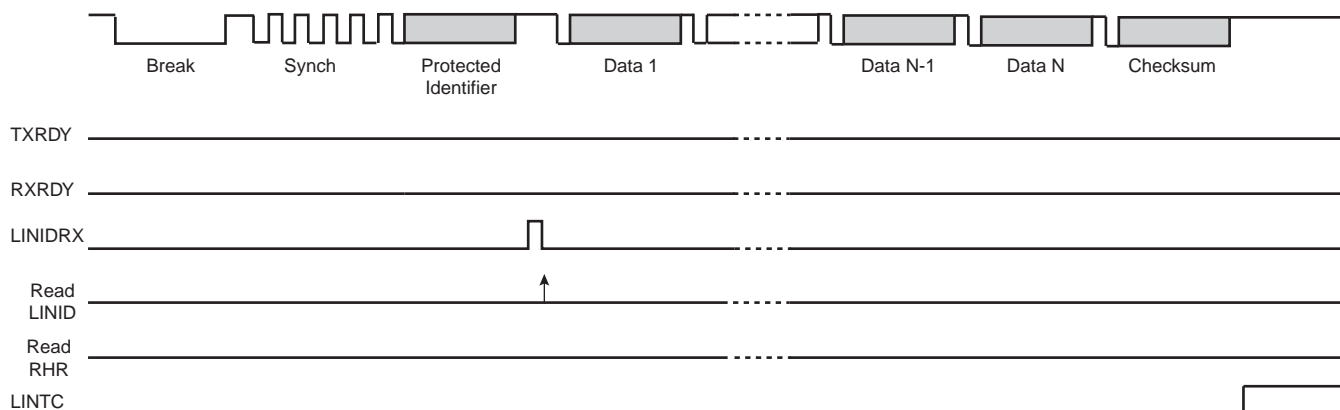 Break Synch Protected Data 1 Data N-1 Data N Checksum
Identifier
TXRDY
RXRDY
LINIDRX
Read
LINID
Read
RHR
LINTC